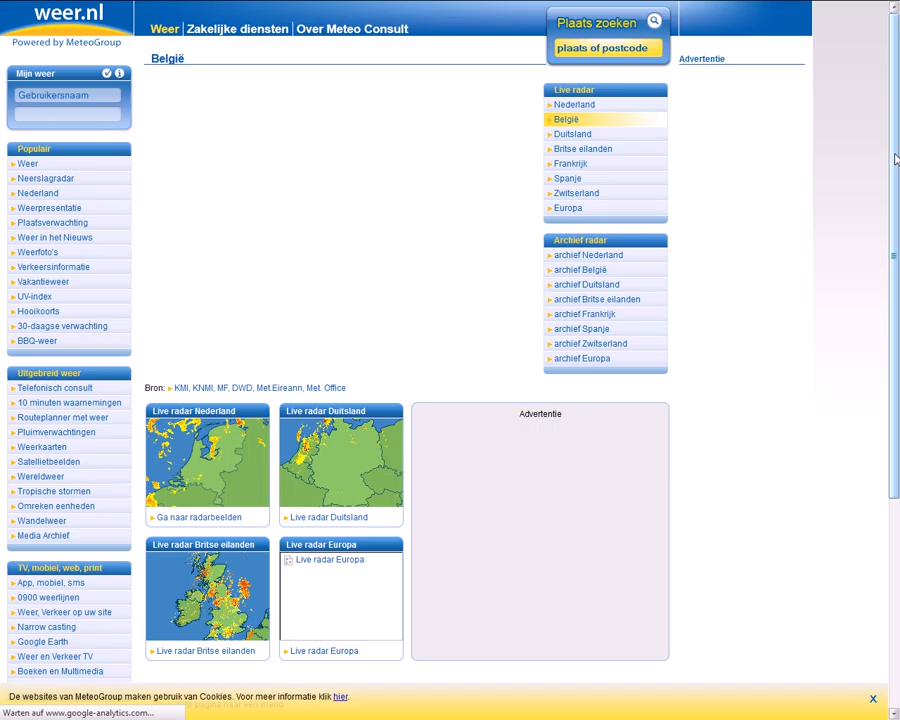 weer.nl
Powered by MeteoGroup
Weer
Zakelijke diensten
Over Meteo Consult
Plaats zoeken
plaats of postcode
België
Advertentie
Mijn weer
Gebruikersnaam
Populair
Weer
Neerslagradar
Nederland
Weerpresentatie
Plaatsverwachting
Weer in het Nieuws
Weerfoto's
Verkeersinformatie
Vakantieweer
UV-index
Hooikoorts
30-daagse verwachting
BBQ-weer
Uitgebreid weer
Telefonisch consult
10 minuten waarnemingen
Routeplanner met weer
Pluimverwachtingen
Weerkaarten
Satellietbeelden
Wereldweer
Tropische stormen
Omreken eenheden
Wandelweer
Media Archief
TV, mobiel, web, print
App, mobiel, sms
0900 weerlijnen
Weer, Verkeer op uw site
Narrow casting
Google Earth
Weer en Verkeer TV
Boeken en Multimedia
Live radar
Nederland
België
Duitsland
Britse eilanden
Frankrijk
Spanje
Zwitserland
Europa
Archief radar
archief Nederland
archief België
archief Duitsland
archief Britse eilanden
archief Frankrijk
archief Spanje
archief Zwitserland
archief Europa
Bron: KMI, KNMI, MF, DWD, Met.Eireann, Met. Office
Live radar Nederland
Ga naar radarbeelden
Live radar Duitsland
Live radar Duitsland
Advertentie
Live radar Britse eilanden
Live radar Britse eilanden
Live radar Europa
Live radar Europa
Live radar Europa
De websites van MeteoGroup maken gebruik van Cookies. Voor meer informatie klik hier.
x
pagina naar een
Warten auf www.google-analytics.com...